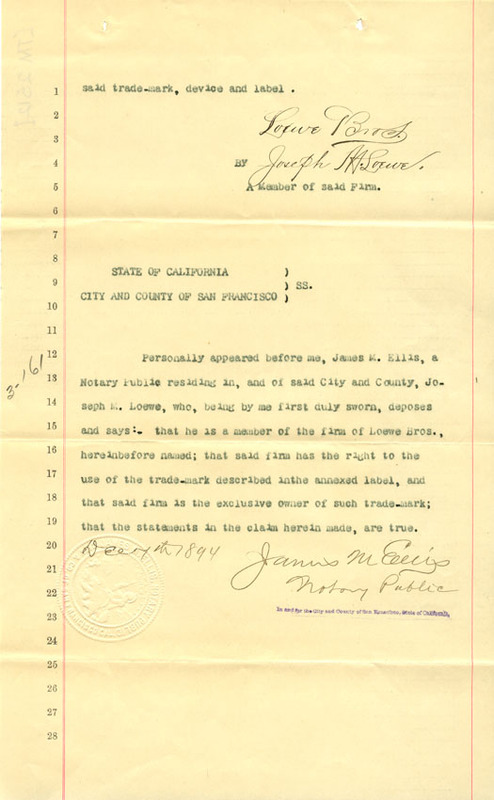 1 said trade-mark, device and label .
2
3 Loewe Bros.
4 By Joseph H. Loewe.
5 A Member of said Firm.
6
7
8 STATE OF CALIFORNIA )
9 ) SS.
CITY AND COUNTY OF SAN FRANCISCO )
10
11
12 Personally appeared before me, James M. Ellis, a
13 Notary Public residing in, and of said City and County, Jo-
14 seph M. Loewe, who, being by me first duly sworn, deposes
15 and says:- that he is a member of the firm of Loewe Bros.,
16 hereinbefore named; that said firm has the right to the
17 use of the trade-mark described inthe annexed label, and
18 that said firm is the exclusive owner of such trade-mark;
19 that the statements in the claim herein made, are true.
20 Dec 1894
21 James M Ellis
22 Notary Public
23 In and for the City and County of San Francisco, State of California.
24
25
26
27
28